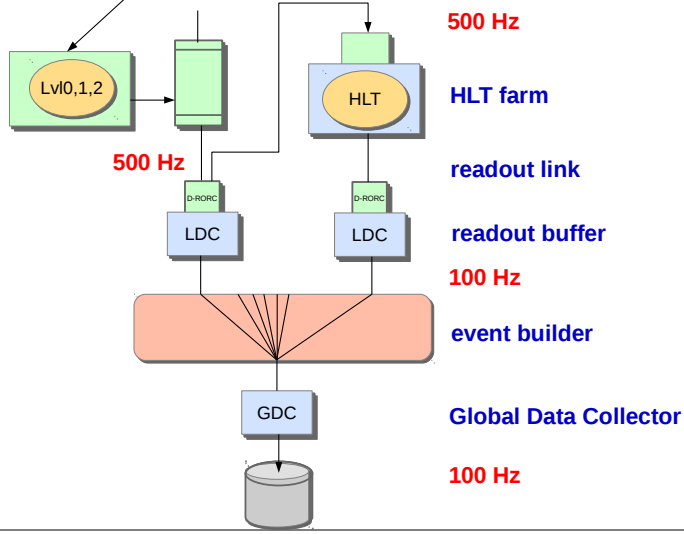 500 Hz
Lvl0,1,2
HLT
HLT farm
500 Hz
readout link
D-RORC
D-RORC
LDC
LDC
readout buffer
100 Hz
event builder
GDC
Global Data Collector
100 Hz